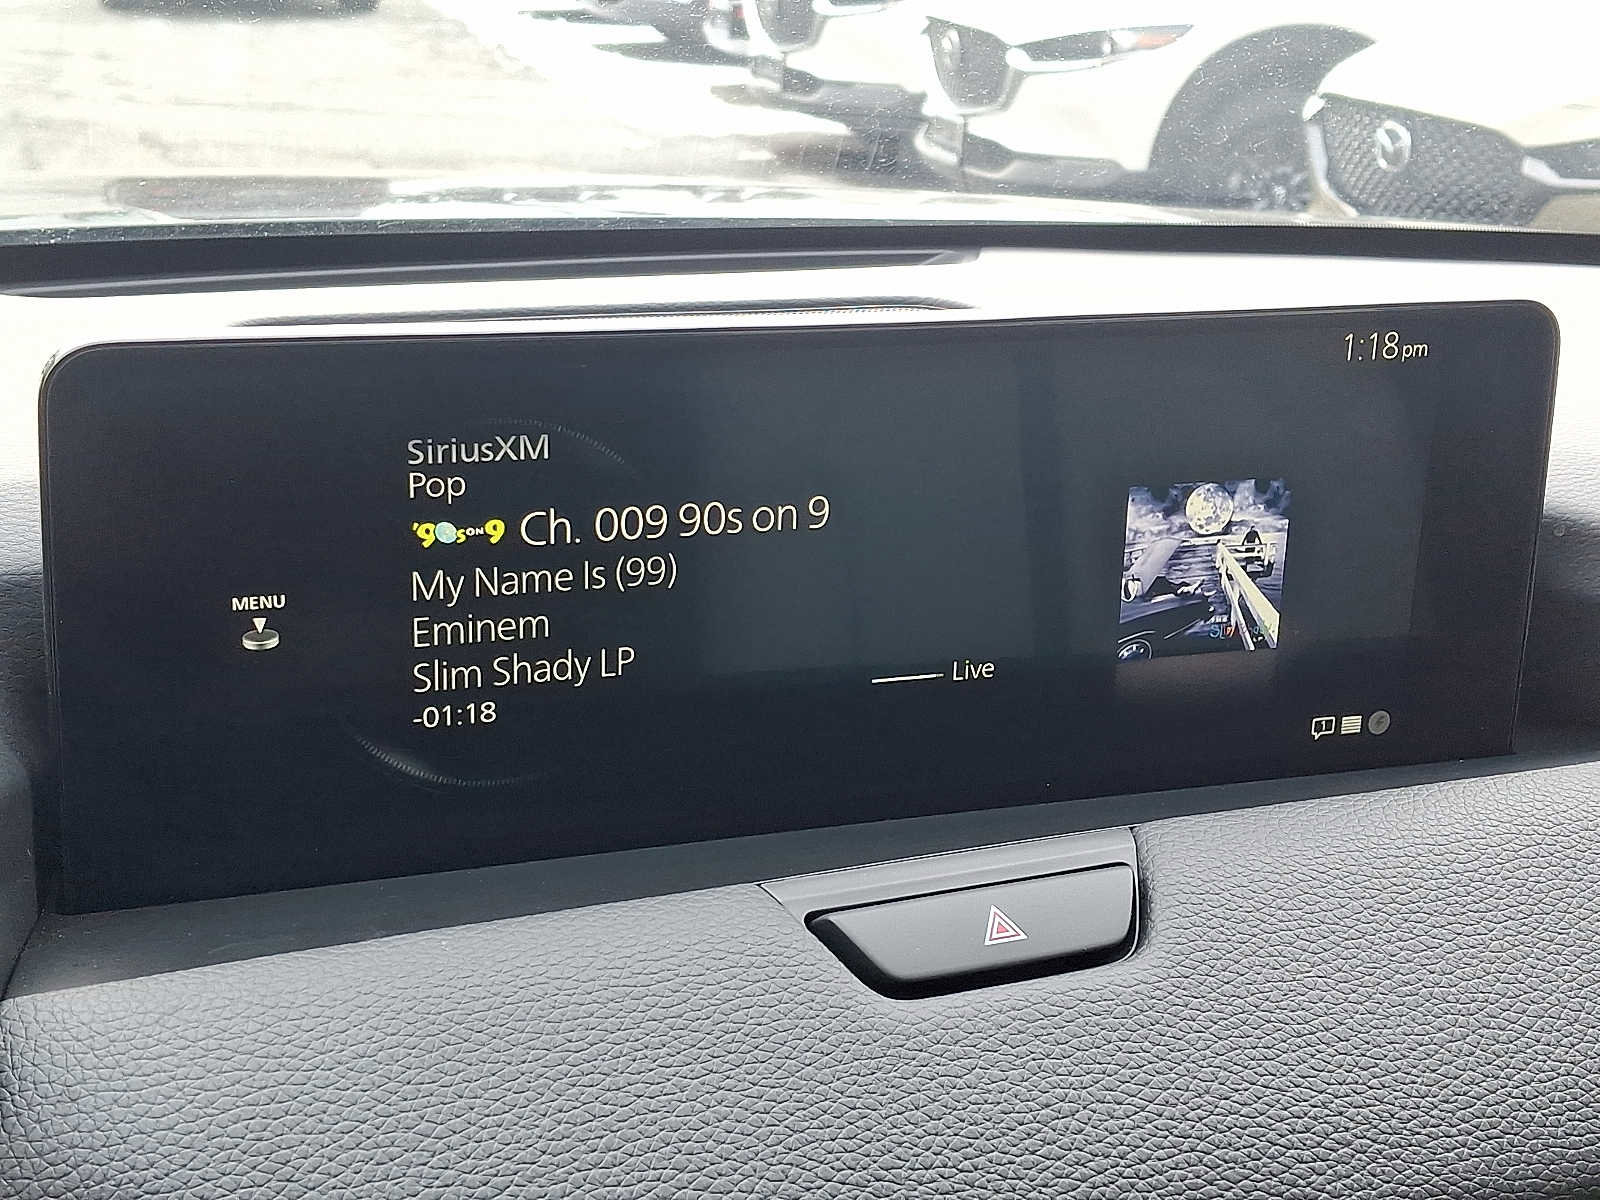 1:18pm
SiriusXM
Pop
'90s ON 9 Ch. 009 90s on 9
My Name Is (99)
MENU
Eminem
Slim Shady LP
Live
-01:18
1